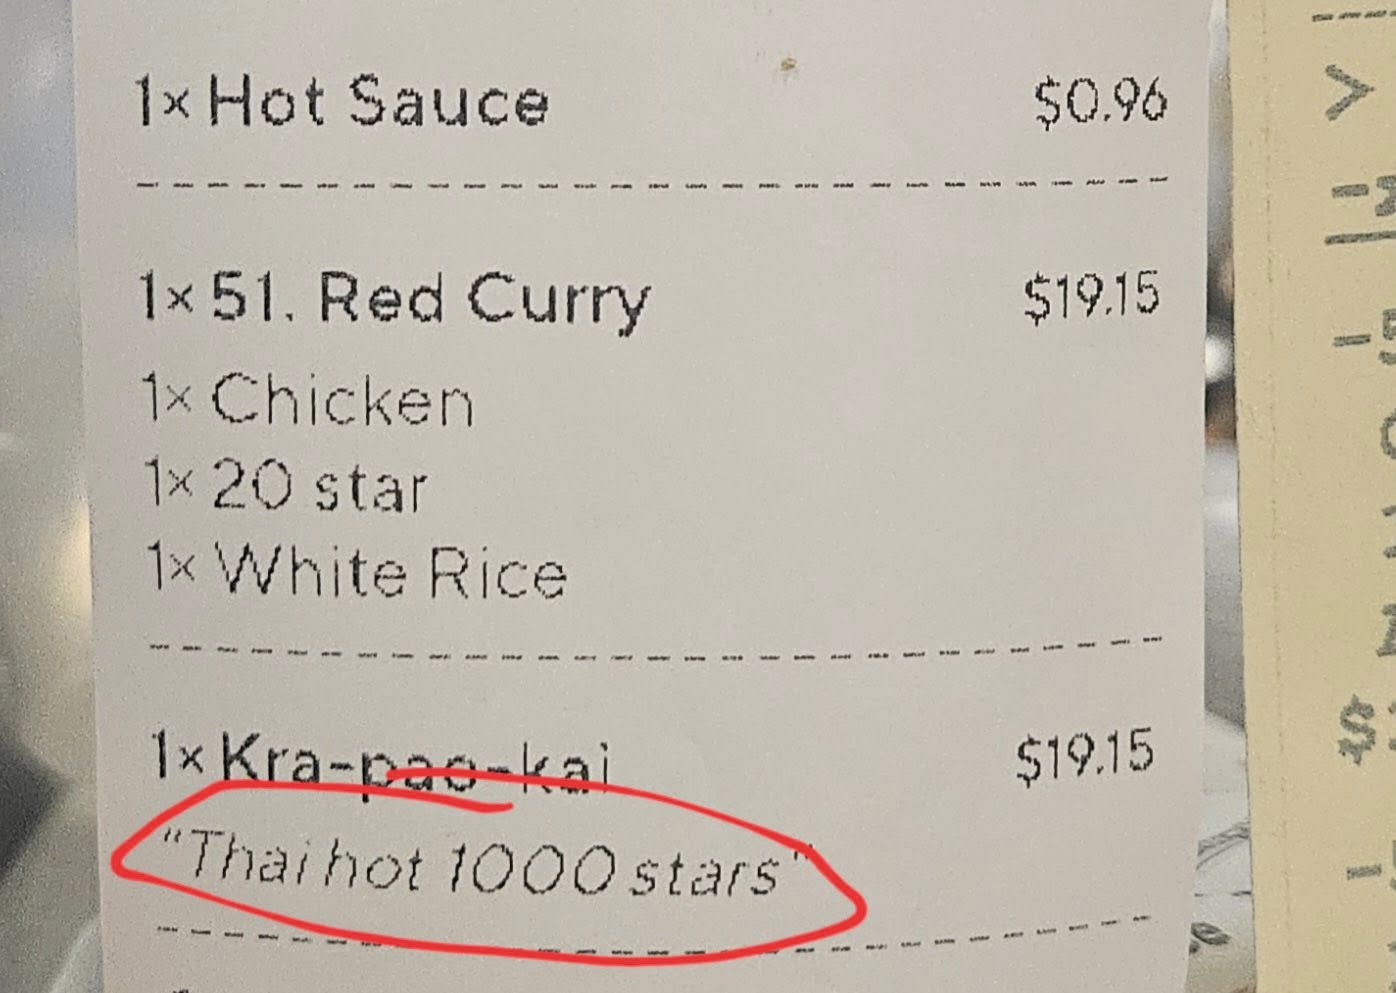 1x Hot Sauce $0.96
1x 51. Red Curry $19.15
1x Chicken
1x 20 star
1x White Rice
1x Kra-pao-kai $19.15
"Thai hot 1000 stars"